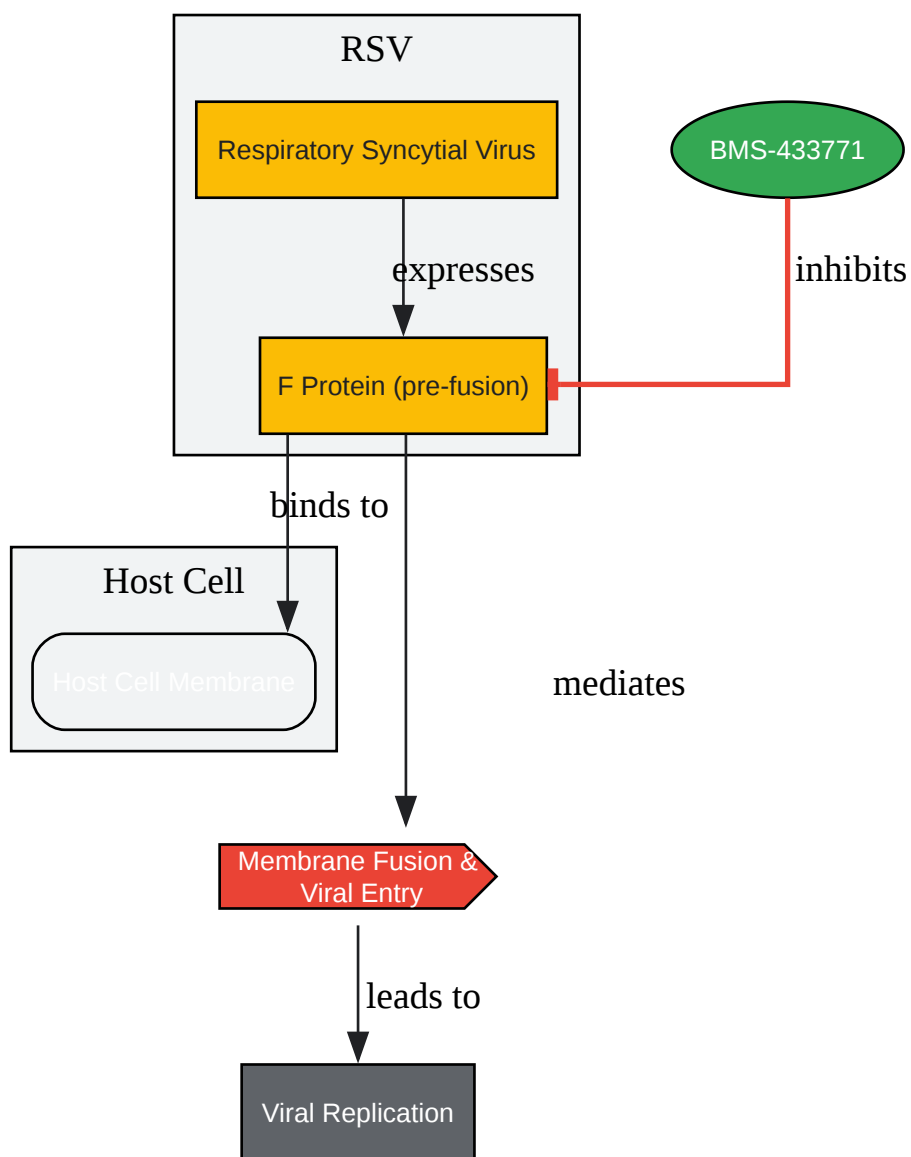 RSV
Respiratory Syncytial Virus
BMS-433771
expresses
inhibits
F Protein (pre-fusion)
binds to
Host Cell
Host Cell Membrane
mediates
Membrane Fusion &
Viral Entry
leads to
Viral Replication